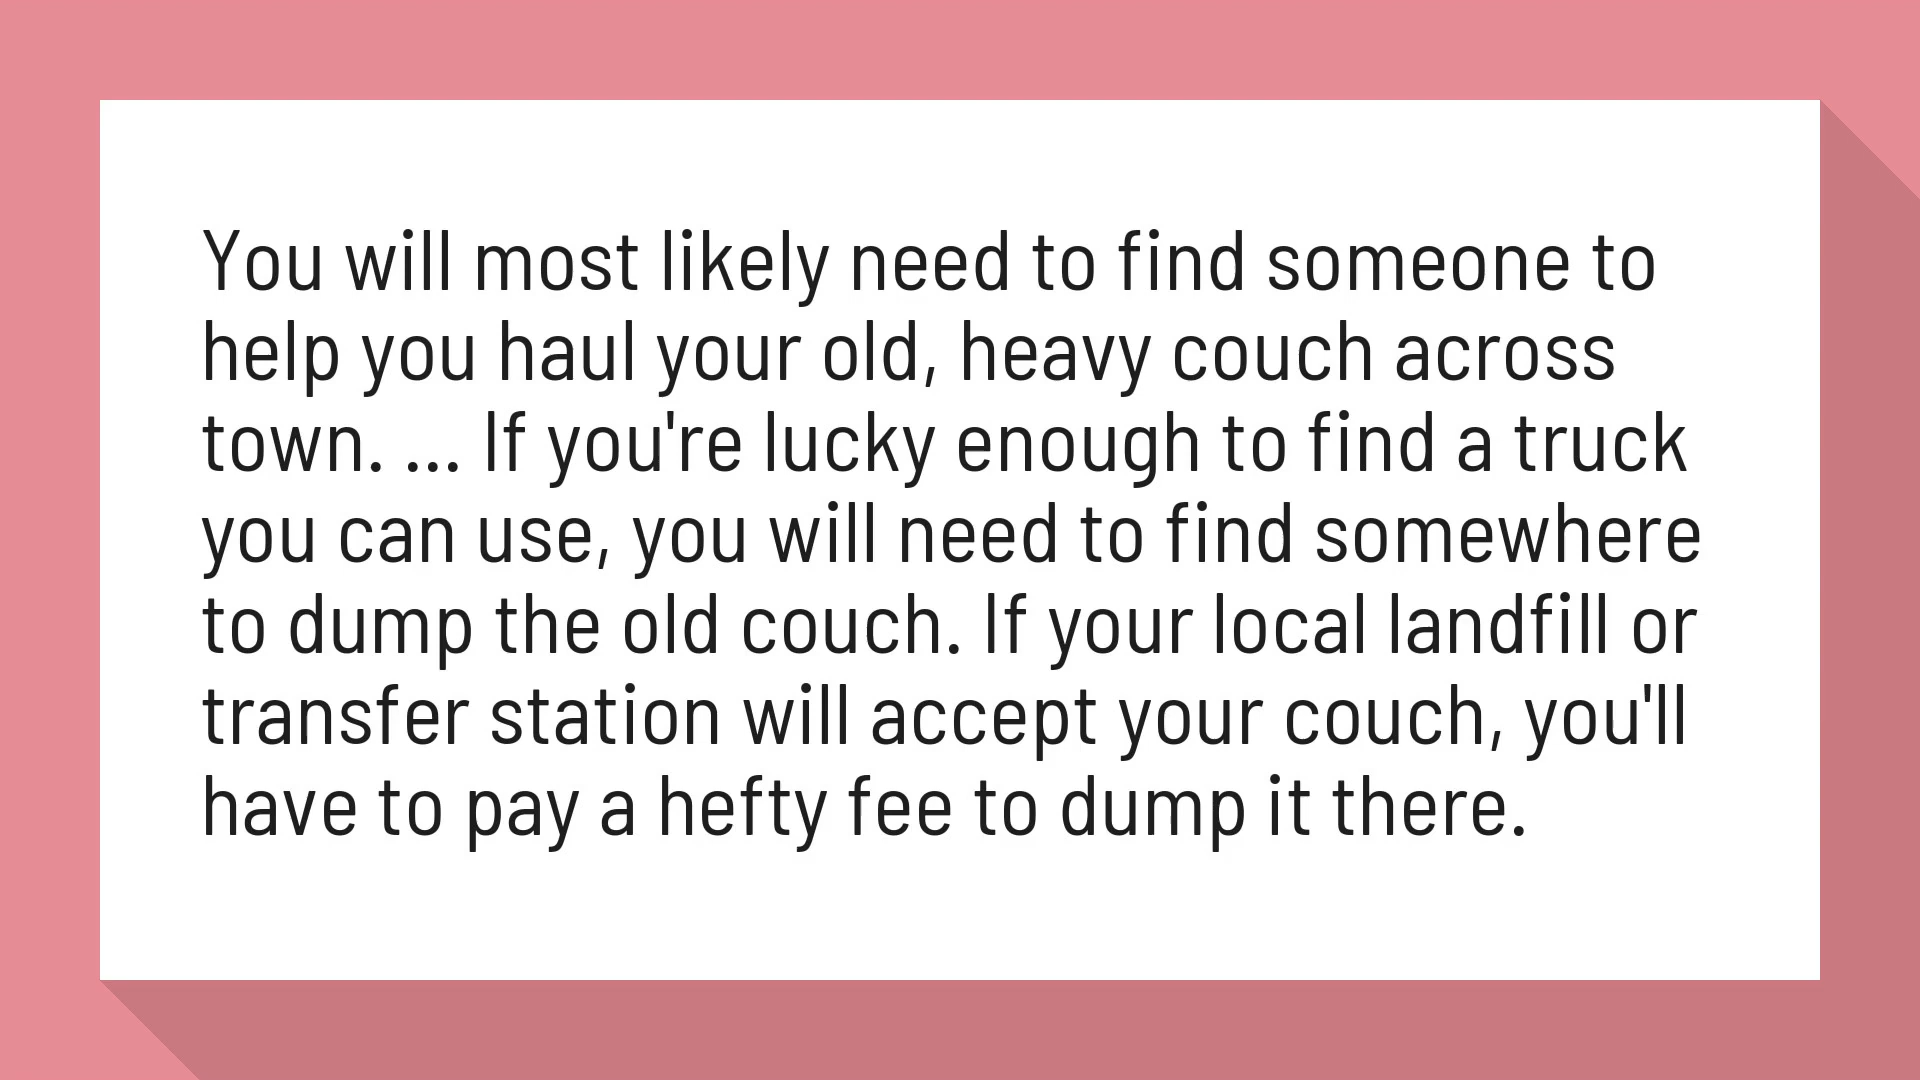 You will most likely need to find someone to
help you haul your old, heavy couch across
town. ... If you're lucky enough to find a truck
you can use, you will need to find somewhere
to dump the old couch. If your local landfill or
transfer station will accept your couch, you'll
have to pay a hefty fee to dump it there.